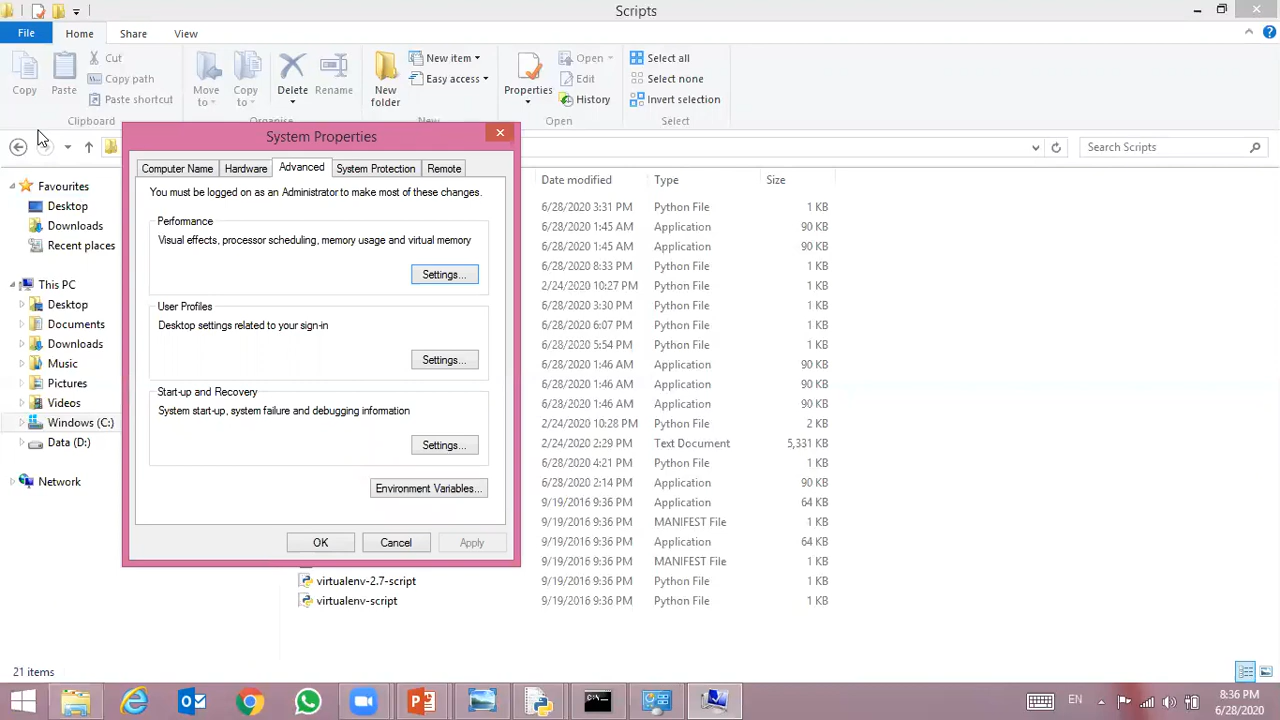 Scripts
File Home Share View
Copy
Paste
Cut
Copy path
Paste shortcut
Clipboard
Move to
Copy to
Delete
Rename
Organise
New folder
New item
Easy access
New
Properties
Open
Edit
History
Open
Select all
Select none
Invert selection
Select
Search Scripts
System Properties
Computer Name Hardware Advanced System Protection Remote
You must be logged on as an Administrator to make most of these changes.
Performance
Visual effects, processor scheduling, memory usage and virtual memory
Settings...
User Profiles
Desktop settings related to your sign-in
Settings...
Start-up and Recovery
System start-up, system failure and debugging information
Settings...
Environment Variables...
OK Cancel Apply
Favourites
Desktop
Downloads
Recent places
This PC
Desktop
Documents
Downloads
Music
Pictures
Videos
Windows (C:)
Data (D:)
Network
Date modified Type Size
6/28/2020 3:31 PM Python File 1 KB
6/28/2020 1:45 AM Application 90 KB
6/28/2020 1:45 AM Application 90 KB
6/28/2020 8:33 PM Python File 1 KB
2/24/2020 10:27 PM Python File 1 KB
6/28/2020 3:30 PM Python File 1 KB
6/28/2020 6:07 PM Python File 1 KB
6/28/2020 5:54 PM Python File 1 KB
6/28/2020 1:46 AM Application 90 KB
6/28/2020 1:46 AM Application 90 KB
6/28/2020 1:46 AM Application 90 KB
2/24/2020 10:28 PM Python File 2 KB
2/24/2020 2:29 PM Text Document 5,331 KB
6/28/2020 4:21 PM Python File 1 KB
6/28/2020 2:14 PM Application 90 KB
9/19/2016 9:36 PM Application 64 KB
9/19/2016 9:36 PM MANIFEST File 1 KB
9/19/2016 9:36 PM Application 64 KB
9/19/2016 9:36 PM MANIFEST File 1 KB
virtualenv-2.7-script 9/19/2016 9:36 PM Python File 1 KB
virtualenv-script 9/19/2016 9:36 PM Python File 1 KB
21 items
EN
8:36 PM
6/28/2020